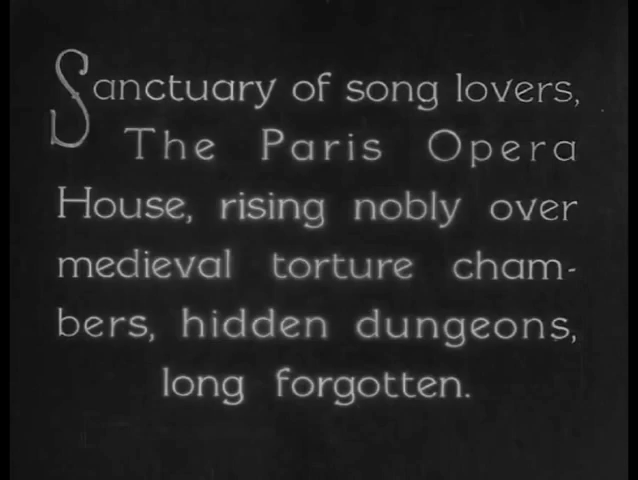 Sanctuary of song lovers,
The Paris Opera
House, rising nobly over
medieval torture cham-
bers, hidden dungeons,
long forgotten.